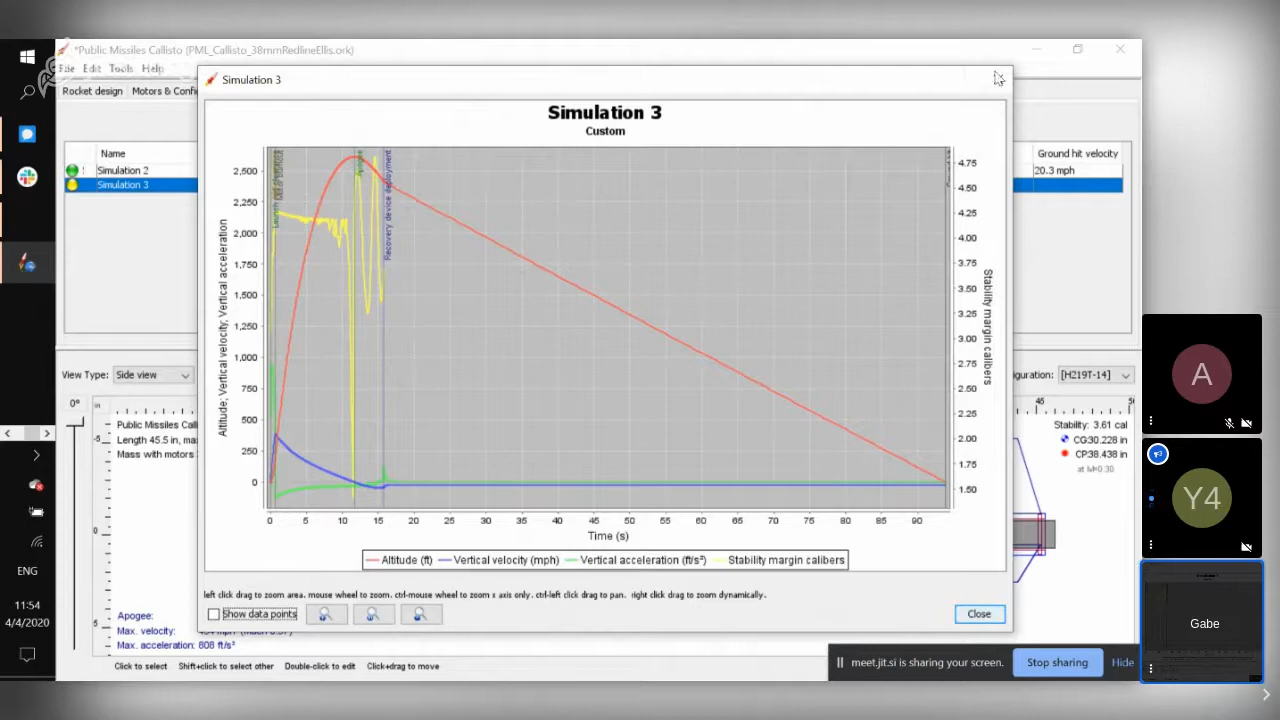 *Public Missiles Callisto (PML_Callisto_38mmRedlineEllis.ork)
File Edit Tools Help
Rocket design Motors & Confi
Simulation 3
Simulation 3
Custom
Name
Simulation 2
Simulation 3
Ground hit velocity
20.3 mph
2,500
2,250
2,000
1,750
1,500
1,250
1,000
750
500
250
0
Altitude; Vertical velocity; Vertical acceleration
Launch
Apogee
Recovery device deployment
4.75
4.50
4.25
4.00
3.75
3.50
3.25
3.00
2.75
2.50
2.25
2.00
1.75
1.50
Stability margin calibers
0 5 10 15 20 25 30 35 40 45 50 55 60 65 70 75 80 85 90
Time (s)
Altitude (ft) Vertical velocity (mph) Vertical acceleration (ft/s²) Stability margin calibers
left click drag to zoom area. mouse wheel to zoom. ctrl-mouse wheel to zoom x axis only. ctrl-left click drag to pan. right click drag to zoom dynamically.
Show data points
Close
View Type: Side view
iguration: [H219T-14]
0°
in
Public Missiles Cal
Length 45.5 in, max
Mass with motors
45
Stability: 3.61 cal
CG30.228 in
CP38.438 in
at M=0.30
Apogee:
Max. velocity:
Max. acceleration: 808 ft/s²
Click to select Shift+click to select other Double-click to edit Click+drag to move
meet.jit.si is sharing your screen. Stop sharing Hide
ENG
11:54
4/4/2020
A
Y4
Gabe